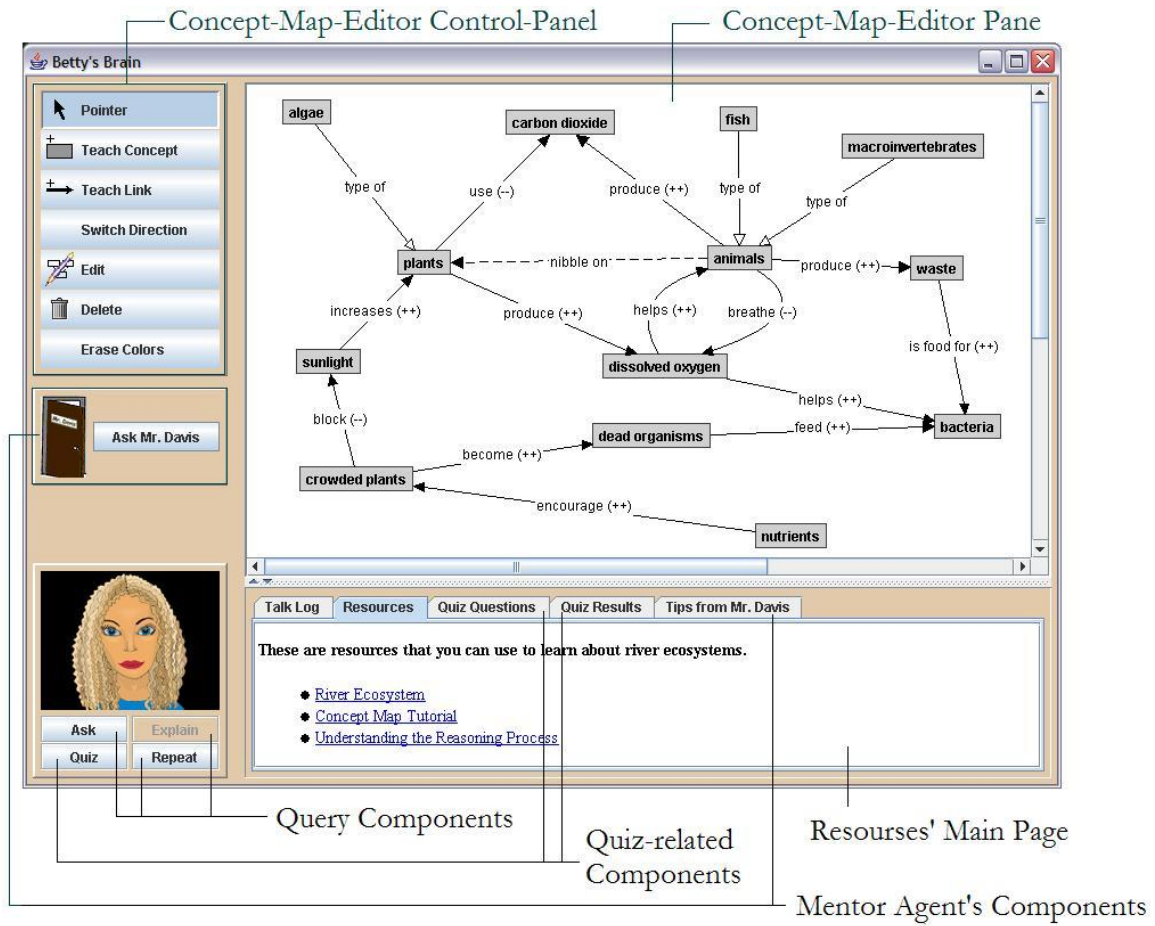 Concept-Map-Editor Control-Panel
Concept-Map-Editor Pane
Betty's Brain
Pointer
Teach Concept
Teach Link
Switch Direction
Edit
Delete
Erase Colors
Mr. Davis
Ask Mr. Davis
algae
carbon dioxide
fish
macroinvertebrates
type of
use (--)
produce (++)
type of
type of
plants
nibble on
animals
produce (++)
waste
increases (++)
produce (++)
helps (++)
breathe (--)
is food for (++)
sunlight
dissolved oxygen
block (--)
helps (++)
dead organisms
feed (++)
bacteria
become (++)
crowded plants
encourage (++)
nutrients
Talk Log
Resources
Quiz Questions
Quiz Results
Tips from Mr. Davis
These are resources that you can use to learn about river ecosystems.
River Ecosystem
Concept Map Tutorial
Understanding the Reasoning Process
Ask
Explain
Quiz
Repeat
Query Components
Quiz-related
Components
Resourses' Main Page
Mentor Agent's Components